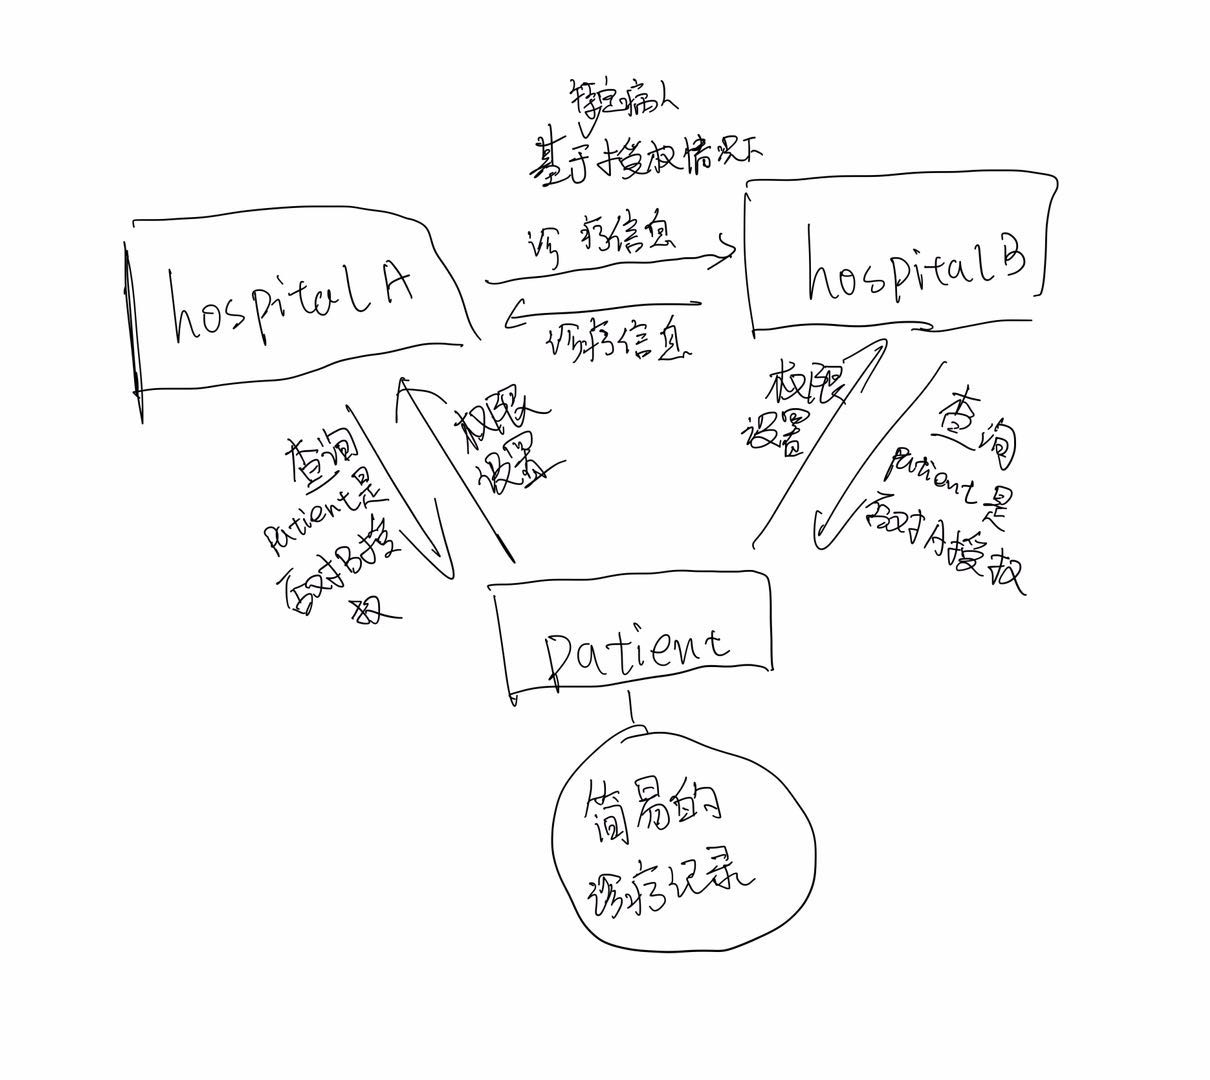 特定病人
基于授权情况下
诊疗信息
hospital A
hospital B
诊疗信息
权限
设置
查询
patient是
否对B授
权
权限
设置
查询
patient是
否对A授权
patient
简易的
诊疗记录